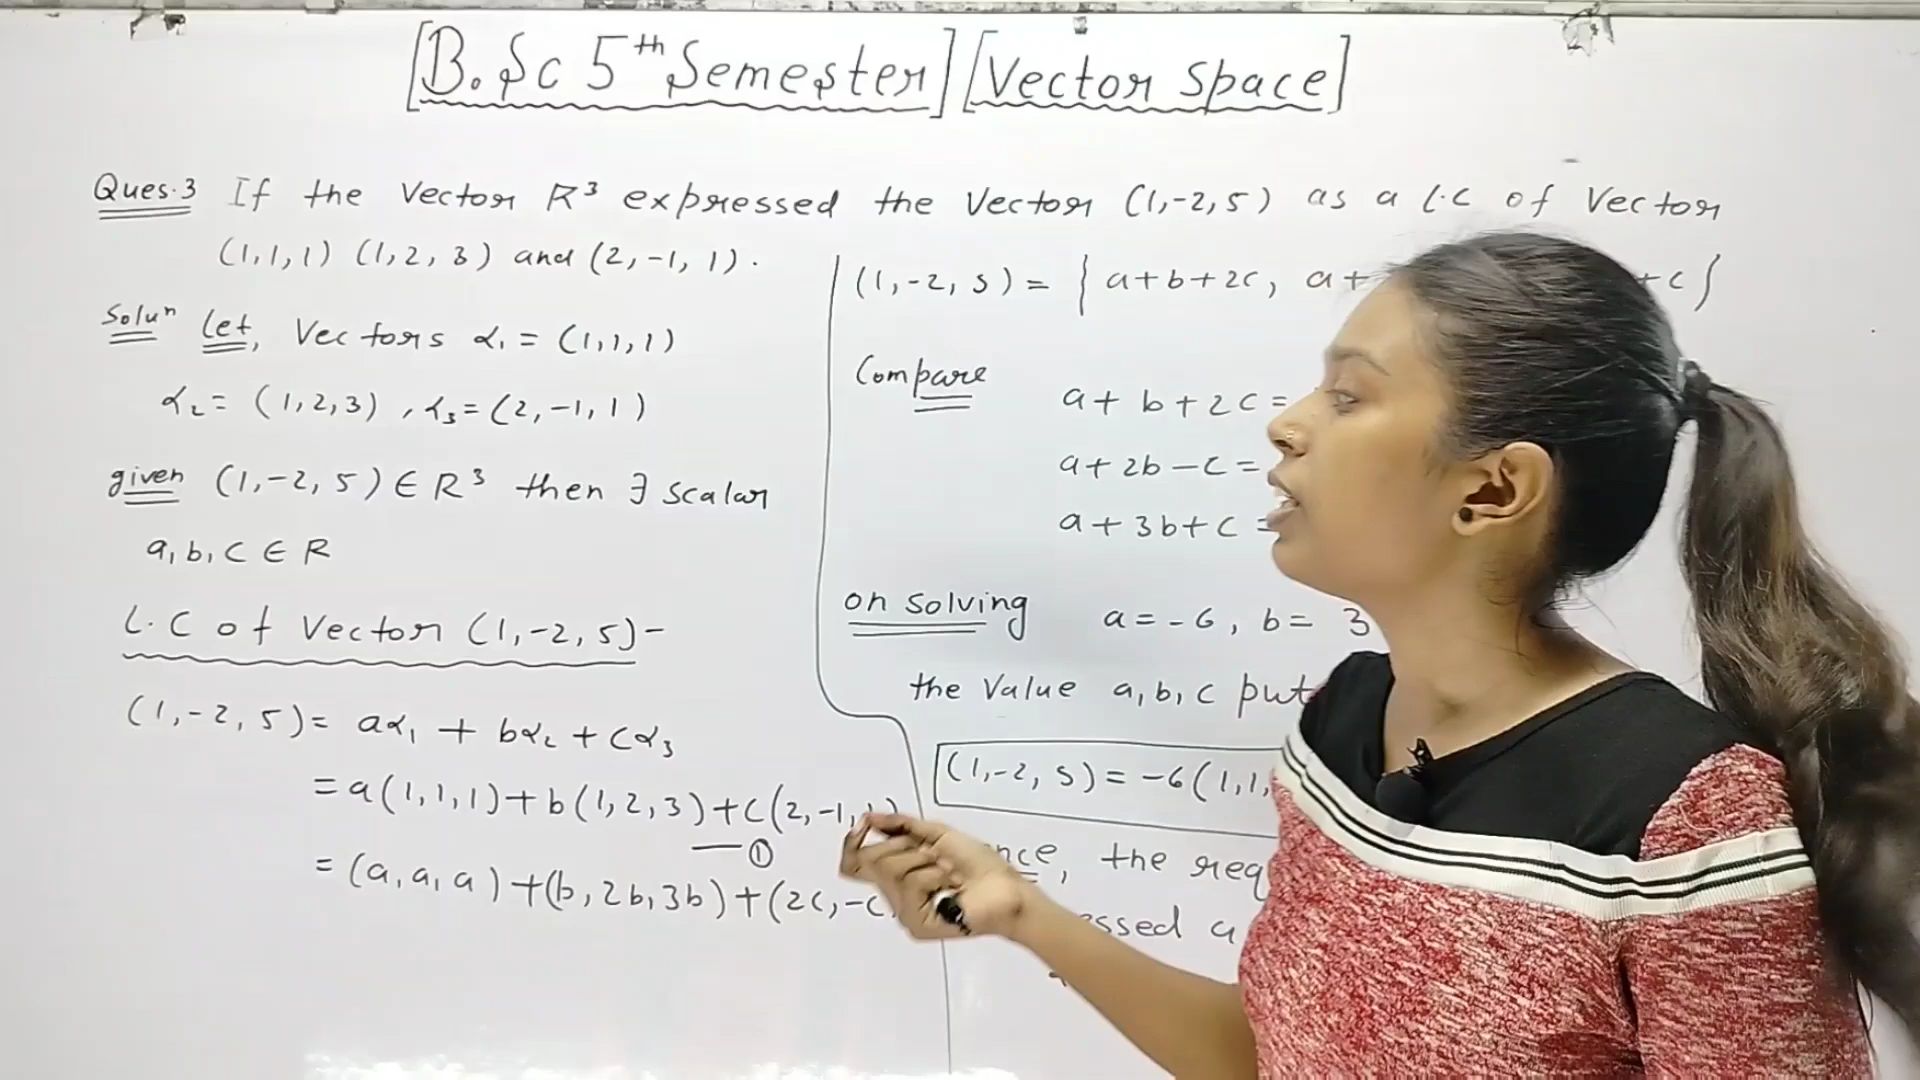 [B.Sc 5th Semester] [Vector Space]
Ques.3 If the Vector R³ expressed the Vector (1,-2,5) as a L.C of Vector
(1,1,1) (1,2,3) and (2,-1,1).
Soluⁿ Let, Vectors α₁ = (1,1,1)
α₂ = (1,2,3), α₃ = (2,-1,1)
given (1,-2,5) ∈ R³ then ∃ scalar
a,b,c ∈ R
L.C of Vector (1,-2,5)-
(1,-2,5) = aα₁ + bα₂ + cα₃
= a(1,1,1)+b(1,2,3)+c(2,-1,
— ①
= (a,a,a)+(b,2b,3b)+(2c,-c
(1,-2,5) = { a+b+2c, a+ +c}
Compare a+b+2c =
a+2b-c =
a+3b+c =
on solving a=-6, b= 3
the Value a,b,c put
(1,-2,5) = -6(1,1,
the req
a